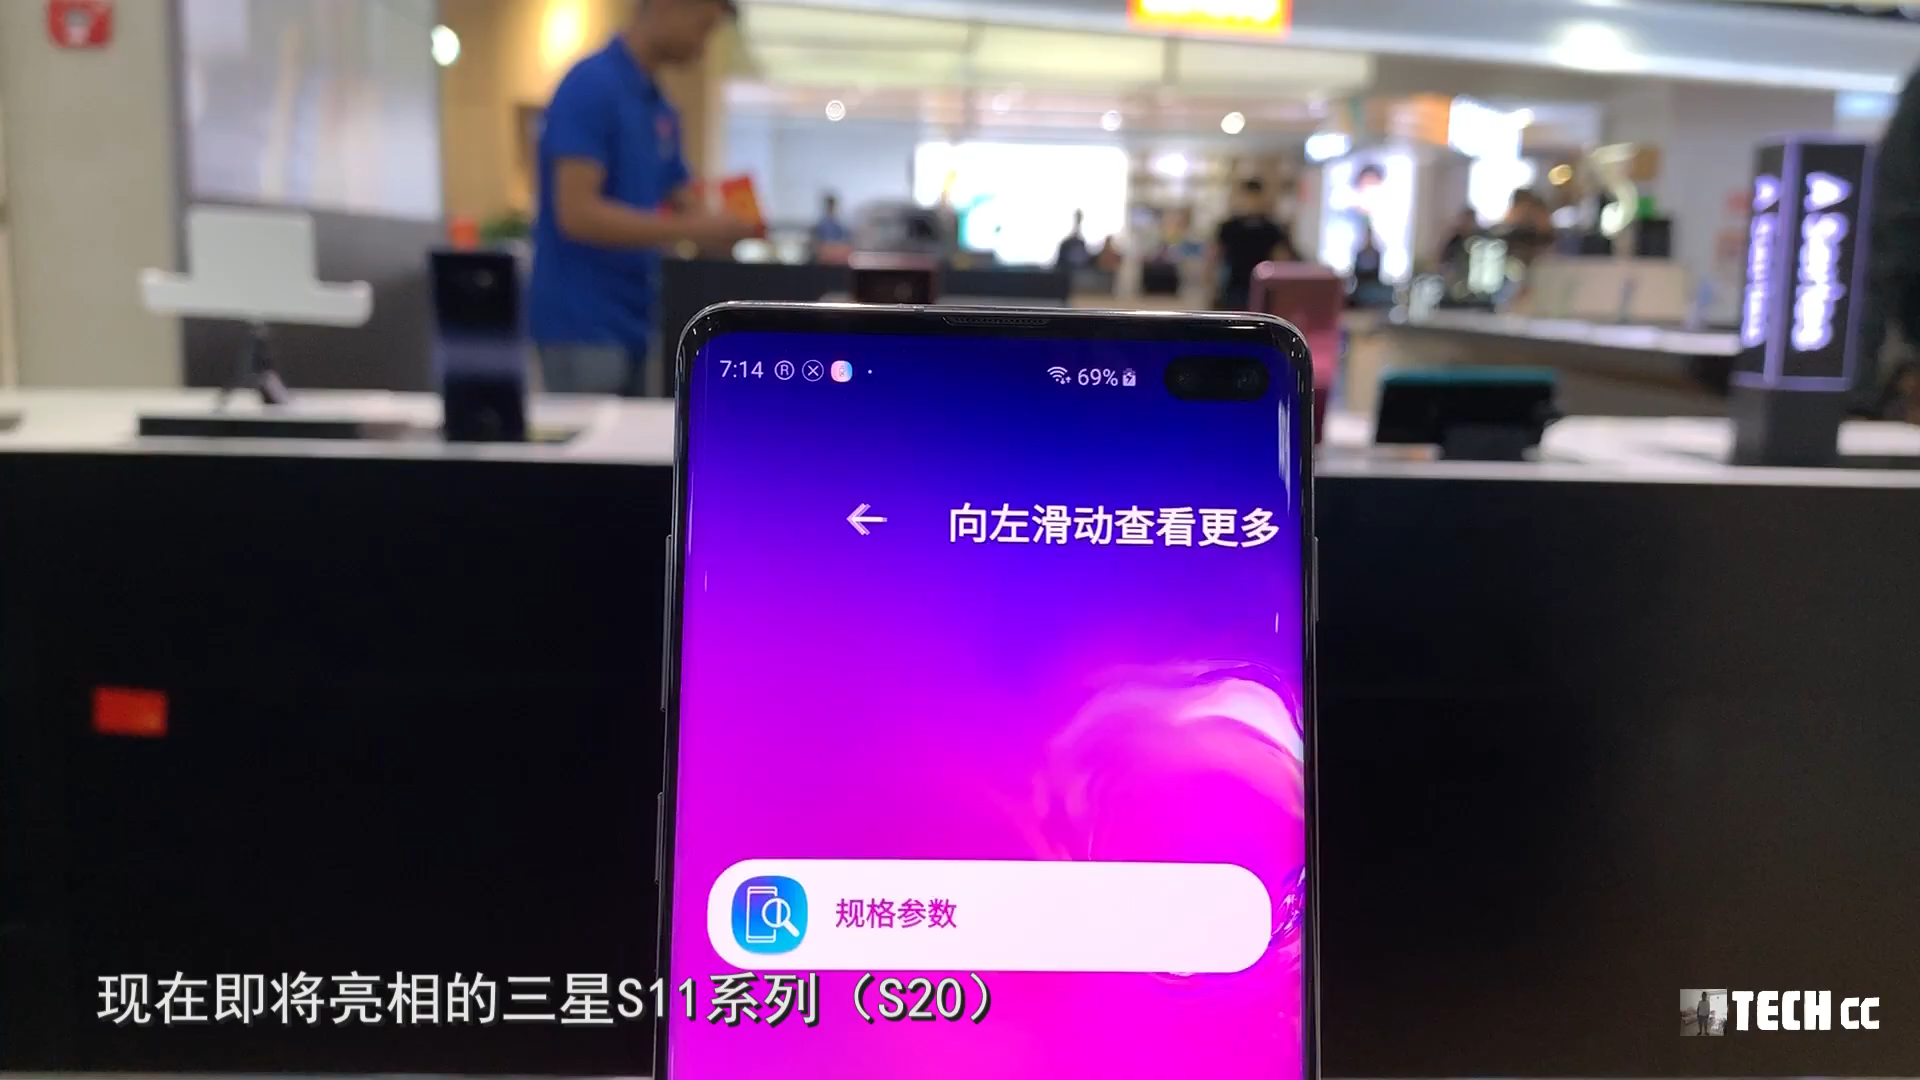 A Series
7:14
69%
向左滑动查看更多
规格参数
现在即将亮相的三星S11系列（S20）
TECH cc